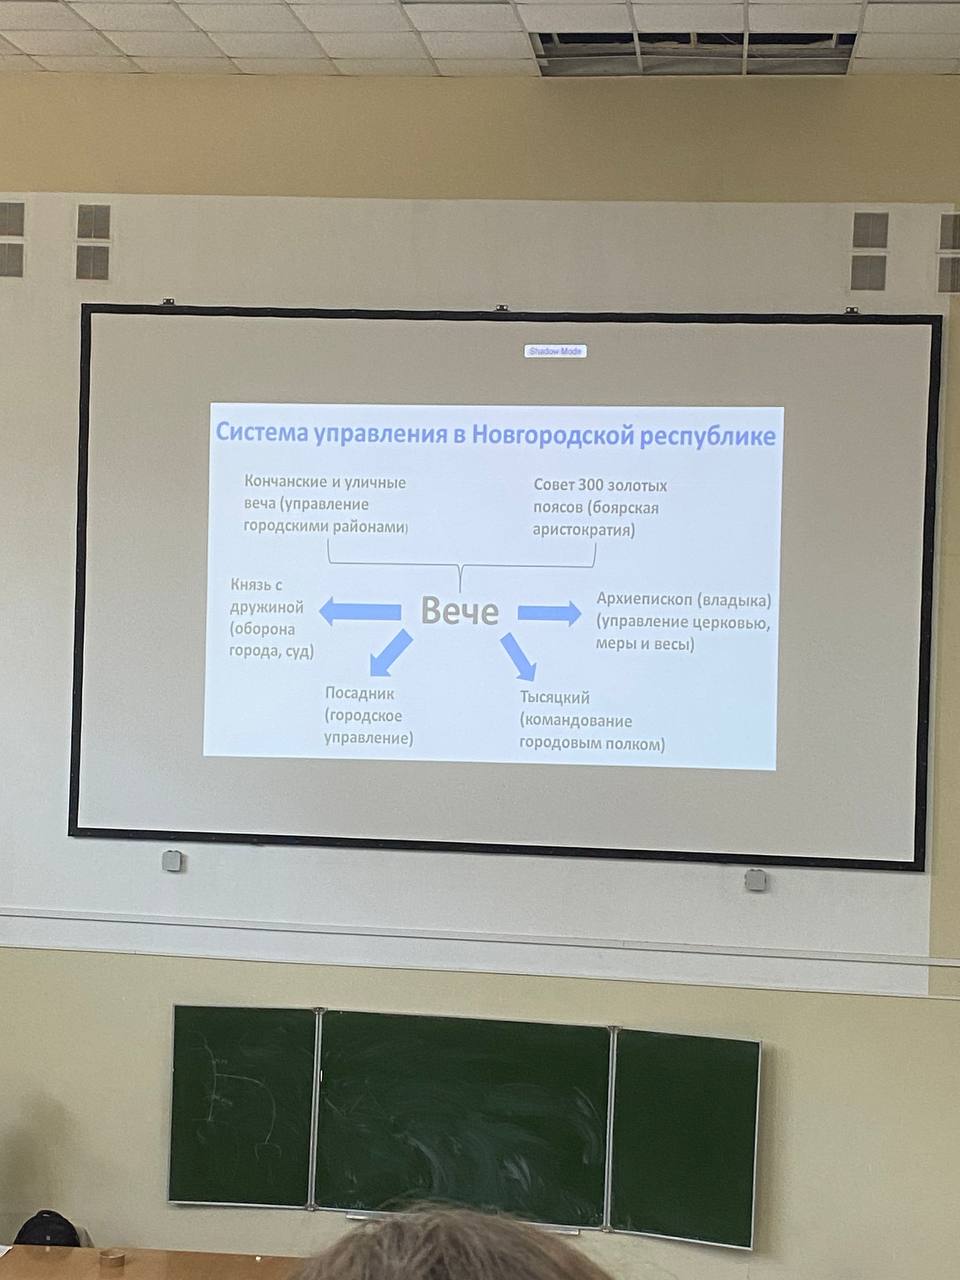 Shadow Mode
Система управления в Новгородской республике
Кончанские и уличные
веча (управление
городскими районами)
Совет 300 золотых
поясов (боярская
аристократия)
Князь с
дружиной
(оборона
города, суд)
Вече
Архиепископ (владыка)
(управление церковью,
меры и весы)
Посадник
(городское
управление)
Тысяцкий
(командование
городовым полком)